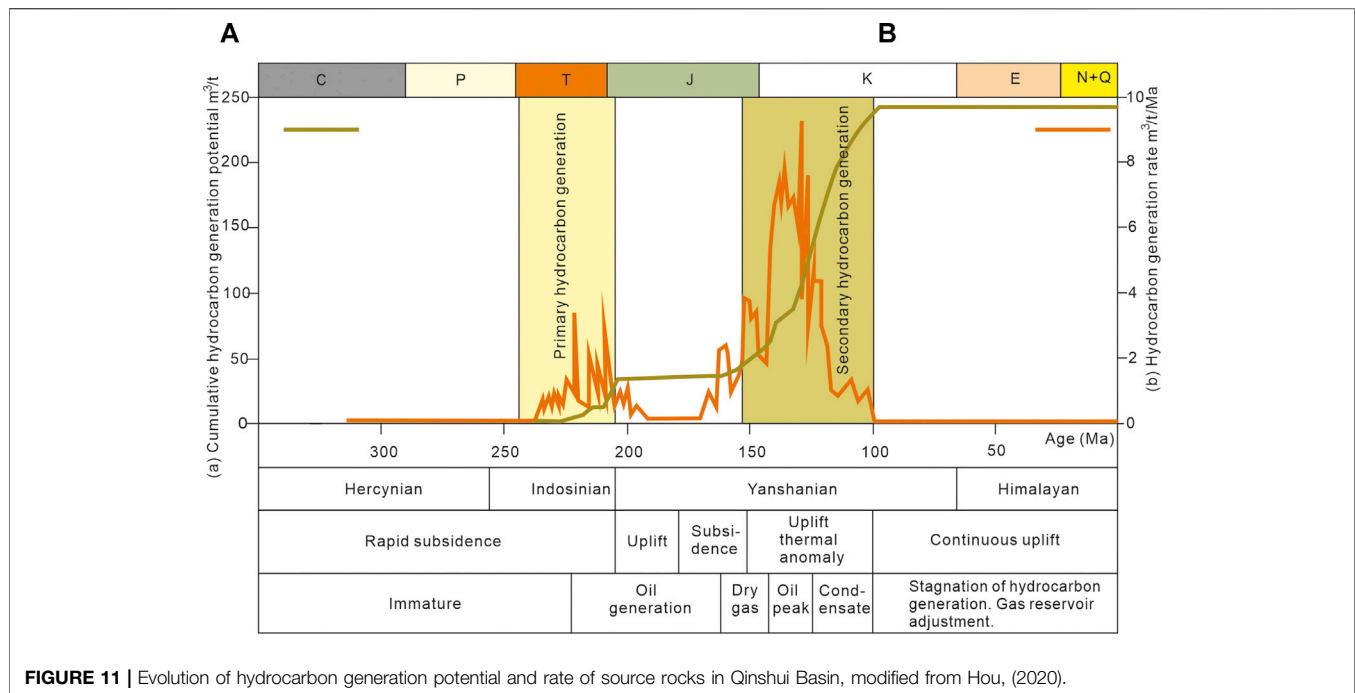 A
B
C
P
T
J
K
E
N+Q
(a) Cumulative hydrocarbon generation potential m³/t
250
200
150
100
50
0
Primary hydrocarbon generation
Secondary hydrocarbon generation
10
8
6
4
2
0
(b) Hydrocarbon generation rate m³/t/Ma
300
250
200
150
100
50
Age (Ma)
Hercynian
Indosinian
Yanshanian
Himalayan
Rapid subsidence
Uplift
Subsi-
dence
Uplift
thermal
anomaly
Continuous uplift
Immature
Oil
generation
Dry
gas
Oil
peak
Cond-
ensate
Stagnation of hydrocarbon
generation. Gas reservoir
adjustment.
FIGURE 11 | Evolution of hydrocarbon generation potential and rate of source rocks in Qinshui Basin, modified from Hou, (2020).